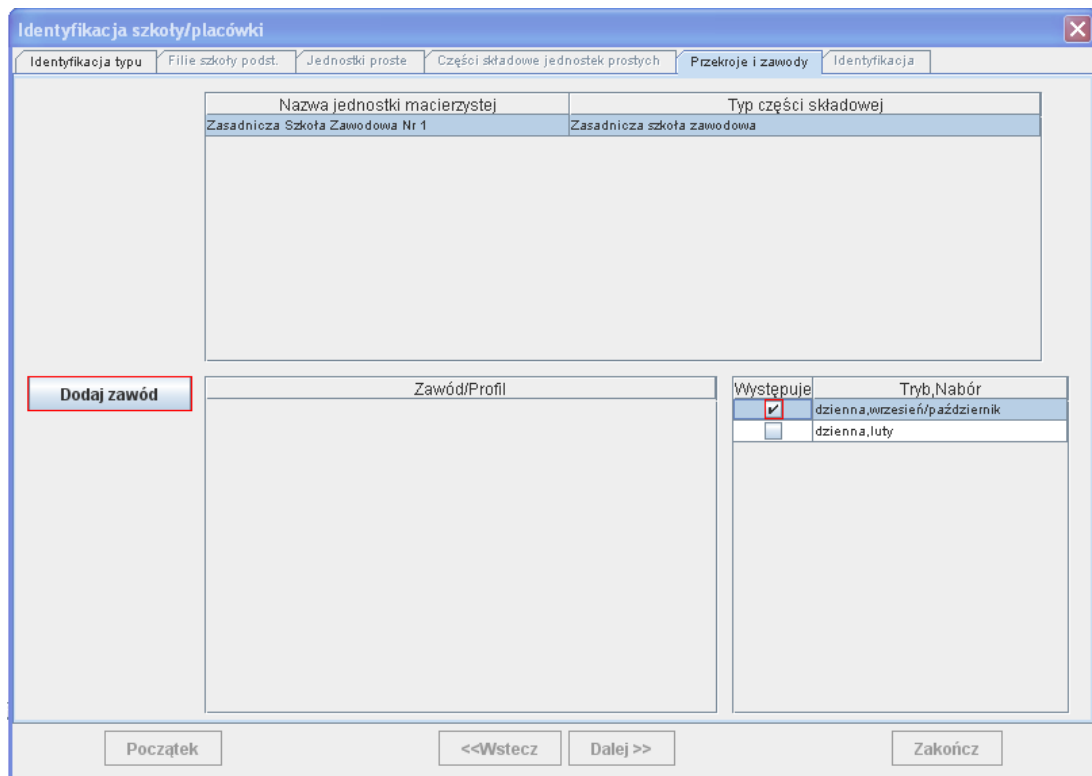 Identyfikacja szkoły/placówki
Identyfikacja typu Filie szkoły podst. Jednostki proste Części składowe jednostek prostych Przekroje i zawody Identyfikacja
Nazwa jednostki macierzystej Typ części składowej
Zasadnicza Szkoła Zawodowa Nr 1 Zasadnicza szkoła zawodowa
Dodaj zawód
Zawód/Profil
Występuje Tryb,Nabór
dzienna,wrzesień/październik
dzienna,luty
Początek <<Wstecz Dalej >> Zakończ